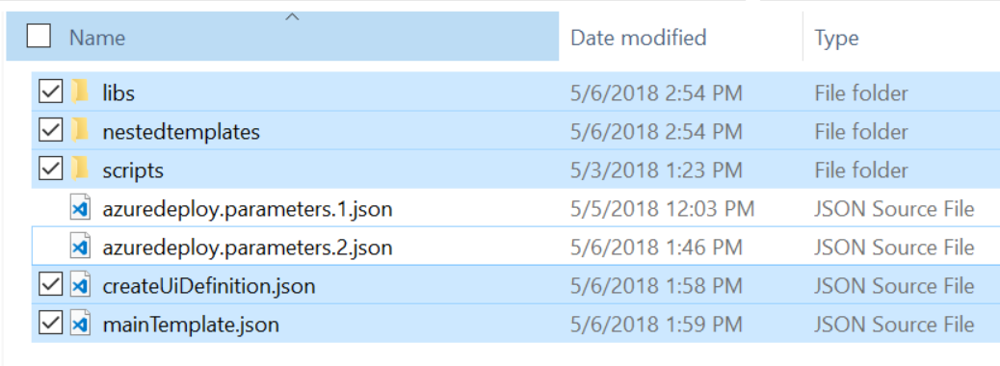 Name Date modified Type
libs 5/6/2018 2:54 PM File folder
nestedtemplates 5/6/2018 2:54 PM File folder
scripts 5/3/2018 1:23 PM File folder
azuredeploy.parameters.1.json 5/5/2018 12:03 PM JSON Source File
azuredeploy.parameters.2.json 5/6/2018 1:46 PM JSON Source File
createUiDefinition.json 5/6/2018 1:58 PM JSON Source File
mainTemplate.json 5/6/2018 1:59 PM JSON Source File